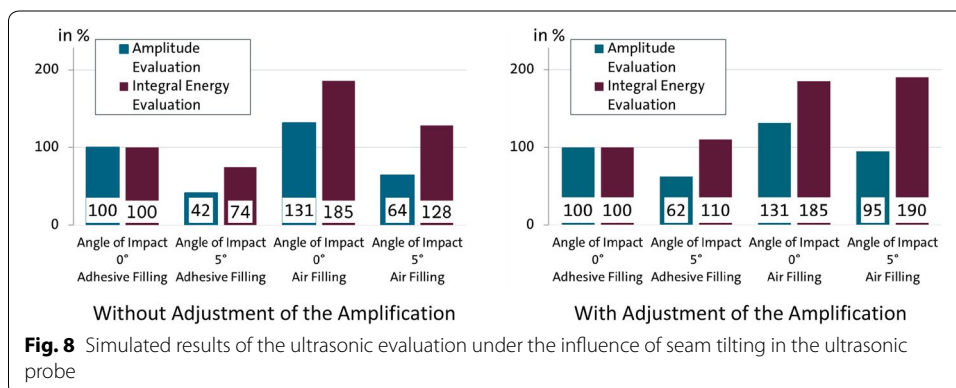 in %
Amplitude
Evaluation
Integral Energy
Evaluation
200
100
0
100 100 42 74 131 185 64 128
Angle of Impact Angle of Impact Angle of Impact Angle of Impact
0° 5° 0° 5°
Adhesive Filling Adhesive Filling Air Filling Air Filling
Without Adjustment of the Amplification
in %
Amplitude
Evaluation
Integral Energy
Evaluation
200
100
0
100 100 62 110 131 185 95 190
Angle of Impact Angle of Impact Angle of Impact Angle of Impact
0° 5° 0° 5°
Adhesive Filling Adhesive Filling Air Filling Air Filling
With Adjustment of the Amplification
Fig. 8 Simulated results of the ultrasonic evaluation under the influence of seam tilting in the ultrasonic
probe